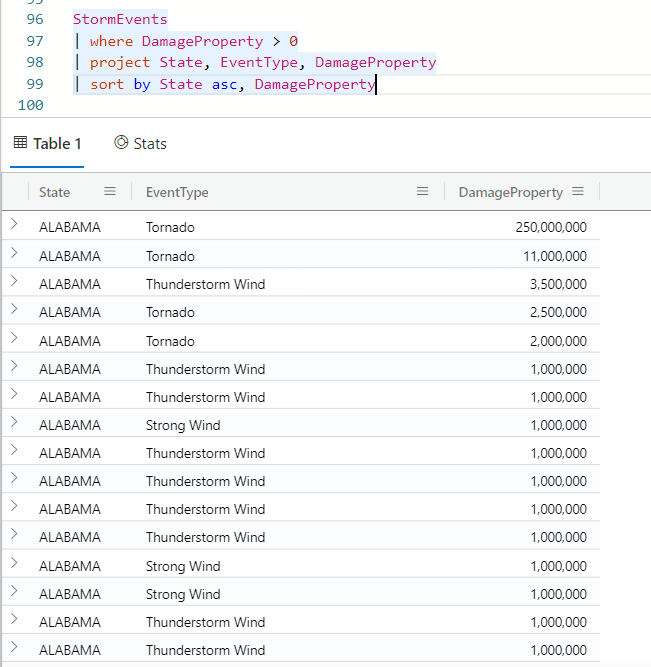 96 StormEvents
97 | where DamageProperty > 0
98 | project State, EventType, DamageProperty
99 | sort by State asc, DamageProperty
100
Table 1 Stats
State EventType DamageProperty
ALABAMA Tornado 250,000,000
ALABAMA Tornado 11,000,000
ALABAMA Thunderstorm Wind 3,500,000
ALABAMA Tornado 2,500,000
ALABAMA Tornado 2,000,000
ALABAMA Thunderstorm Wind 1,000,000
ALABAMA Thunderstorm Wind 1,000,000
ALABAMA Strong Wind 1,000,000
ALABAMA Thunderstorm Wind 1,000,000
ALABAMA Thunderstorm Wind 1,000,000
ALABAMA Thunderstorm Wind 1,000,000
ALABAMA Thunderstorm Wind 1,000,000
ALABAMA Strong Wind 1,000,000
ALABAMA Strong Wind 1,000,000
ALABAMA Thunderstorm Wind 1,000,000
ALABAMA Thunderstorm Wind 1,000,000